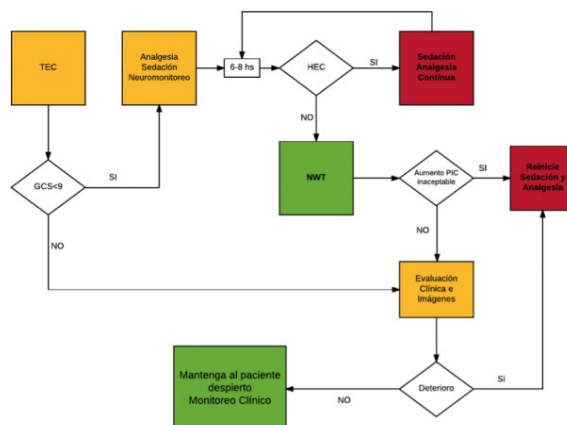 TEC
Analgesia
Sedación
Neuromonitoreo
6-8 hs
HEC
SI
Sedación
Analgesia
Contínua
NO
GCS<9
SI
NWT
Aumento PIC
inaceptable
SI
Reinicie
Sedación y
Analgesia
NO
NO
Evaluación
Clínica e
Imágenes
Mantenga al paciente
despierto
Monitoreo Clínico
NO
Deterioro
Si